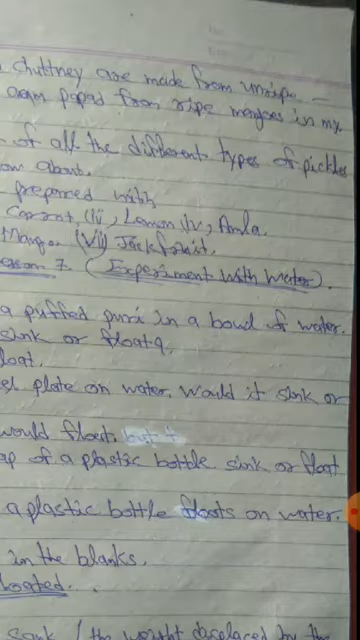 chuttney are made from unripe —
aam papad from ripe mangoes in my
of all the different types of pickles
ow about.
prepared with
Carrot, (iii), Lemon, iv, Amla.
Mango. (vii) Jackfruit.
esson 7. (Experiment with water).
a puffed puri in a bowl of water.
sink or float q.
loat.
el plate on water, would it sink or
would float, but t
ap of a plastic bottle sink or float
a plastic bottle floats on water.
in the blanks.
loated.
sank / the weight displaced by the